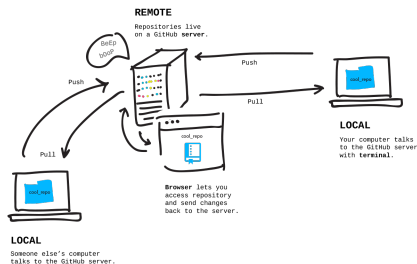 REMOTE
Repositories live
on a GitHub server.
BeEp
bOoP
Push
Push
cool_repo
Pull
LOCAL
Your computer talks
to the GitHub server
with terminal.
cool_repo
Pull
Browser lets you
access repository
and send changes
back to the server.
cool_repo
LOCAL
Someone else's computer
talks to the GitHub server.